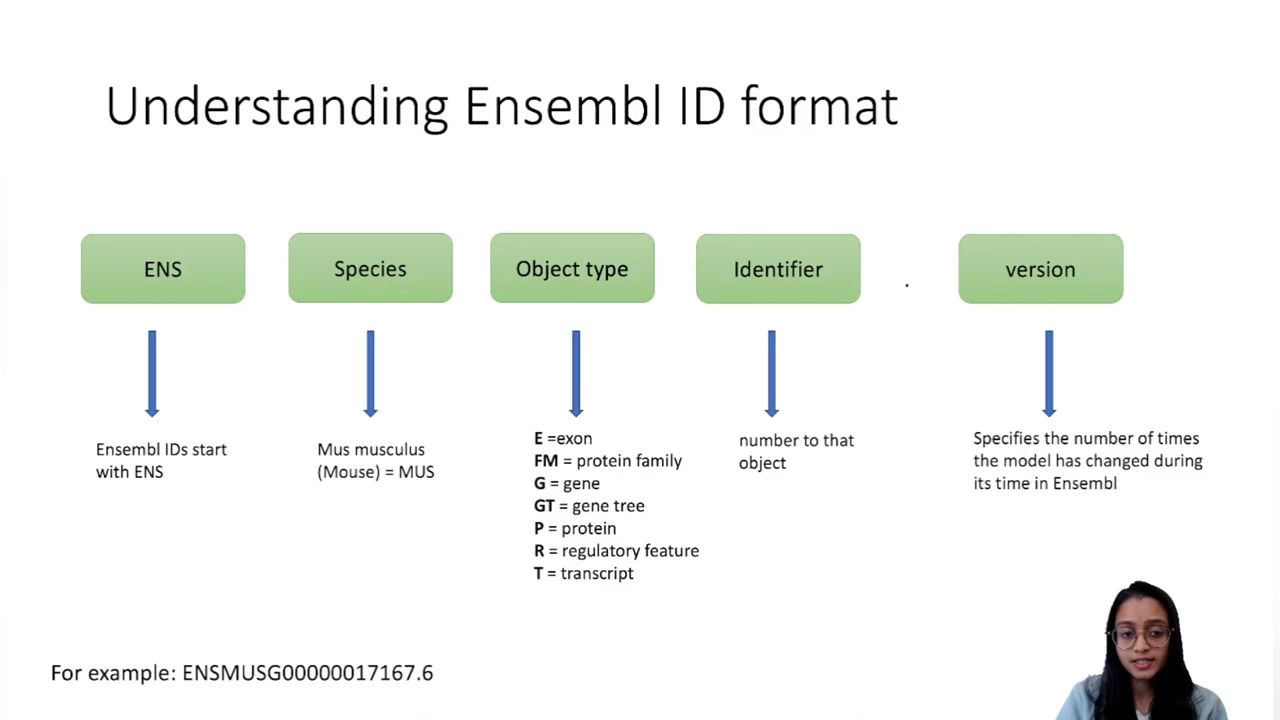 Understanding Ensembl ID format
ENS
Species
Object type
Identifier
.
version
Ensembl IDs start
with ENS
Mus musculus
(Mouse) = MUS
E =exon
FM = protein family
G = gene
GT = gene tree
P = protein
R = regulatory feature
T = transcript
number to that
object
Specifies the number of times
the model has changed during
its time in Ensembl
For example: ENSMUSG00000017167.6